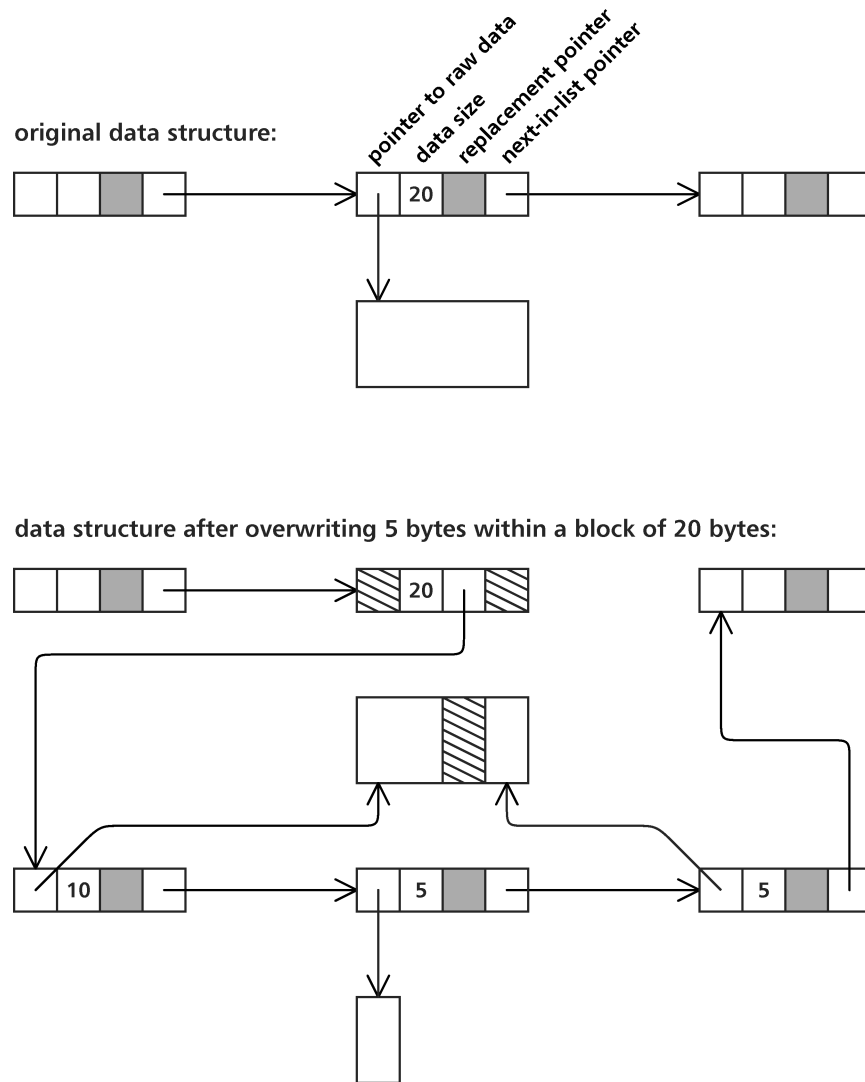 original data structure:
pointer to raw data
data size
replacement pointer
next-in-list pointer
20
data structure after overwriting 5 bytes within a block of 20 bytes:
20
10
5
5